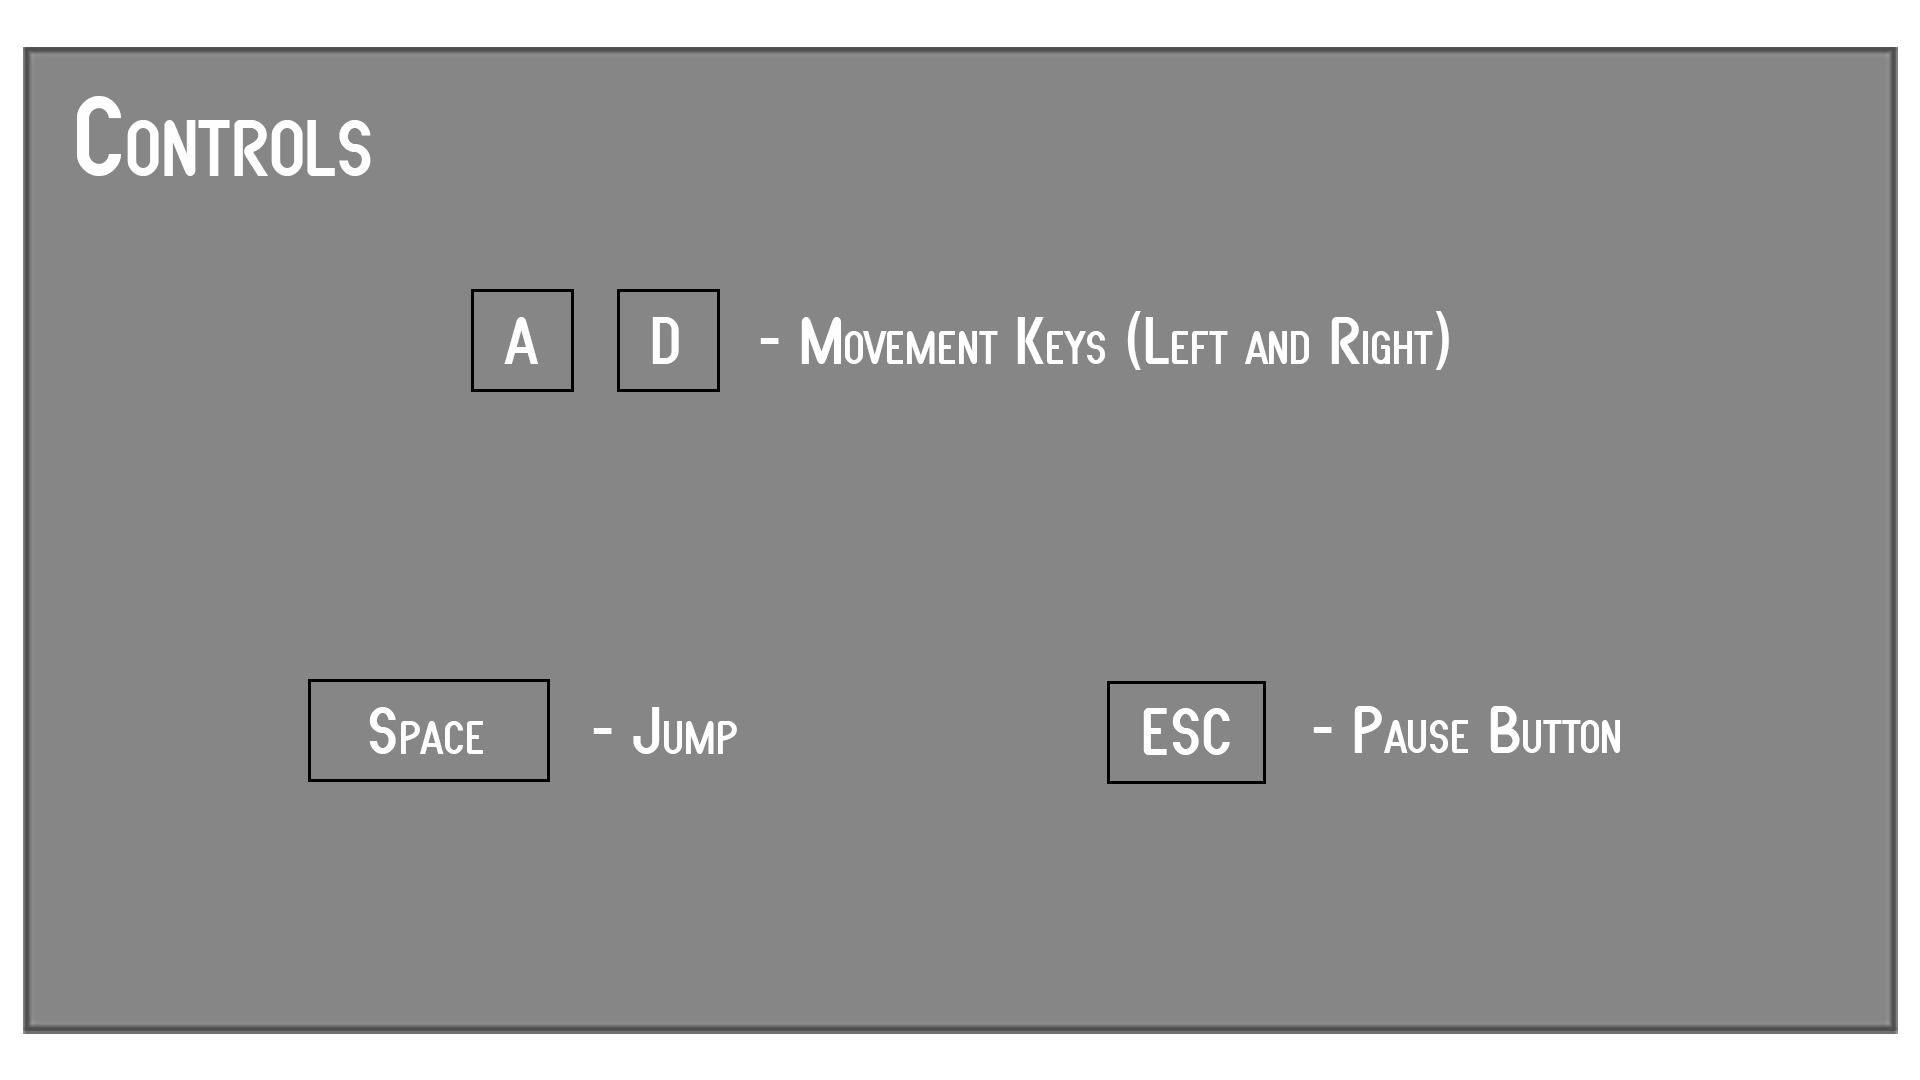 Controls
A D - Movement Keys (Left and Right)
Space - Jump
ESC - Pause Button